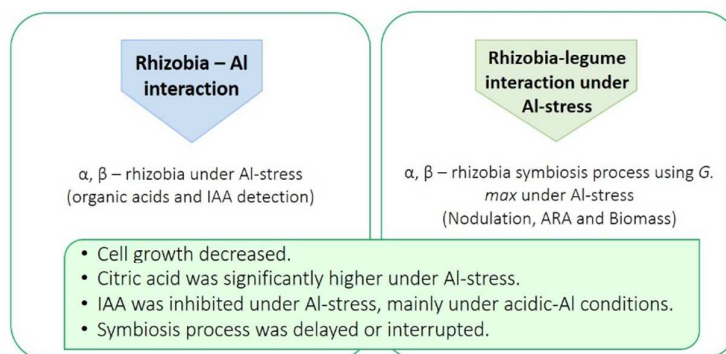 Rhizobia – Al
interaction
α, β – rhizobia under Al-stress
(organic acids and IAA detection)
Rhizobia-legume
interaction under
Al-stress
α, β – rhizobia symbiosis process using G.
max under Al-stress
(Nodulation, ARA and Biomass)
• Cell growth decreased.
• Citric acid was significantly higher under Al-stress.
• IAA was inhibited under Al-stress, mainly under acidic-Al conditions.
• Symbiosis process was delayed or interrupted.